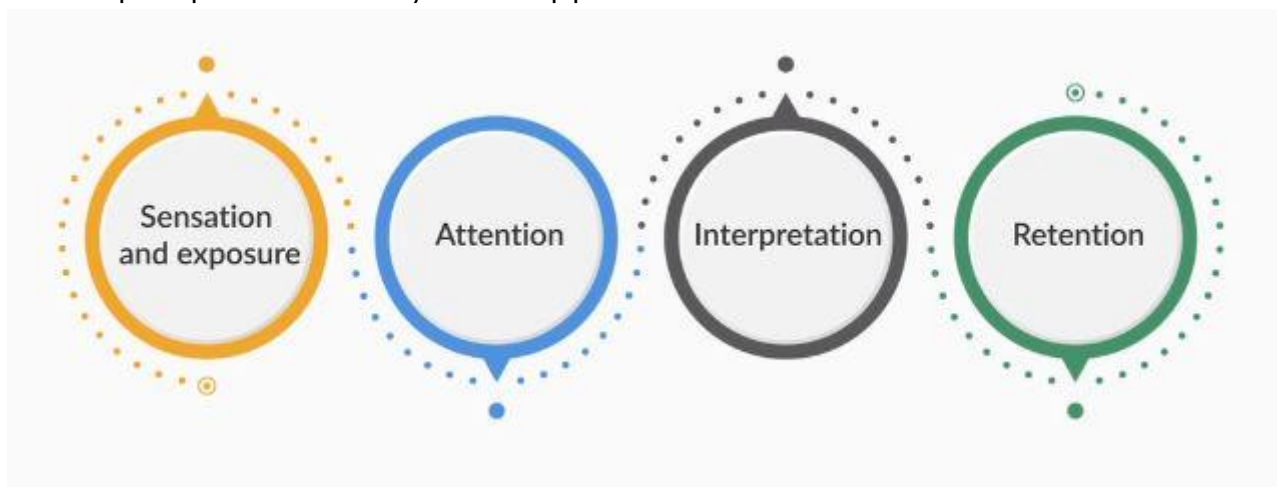 Sensation
and exposure
Attention
Interpretation
Retention